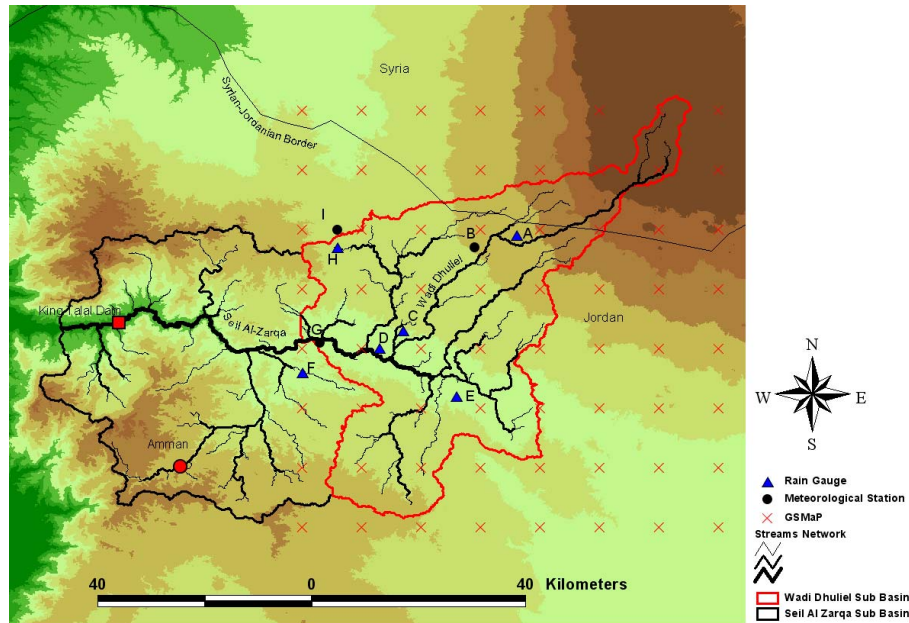 Syria
Syrian-Jordanian Border
I
B
A
H
Wadi Dhuliel
King Talal Dam
Seil Al-Zarqa
G
C
D
Jordan
F
E
Amman
N
W E
S
40 0 40 Kilometers
Rain Gauge
Meteorological Station
GSMaP
Streams Network
Wadi Dhuliel Sub Basin
Seil Al Zarqa Sub Basin